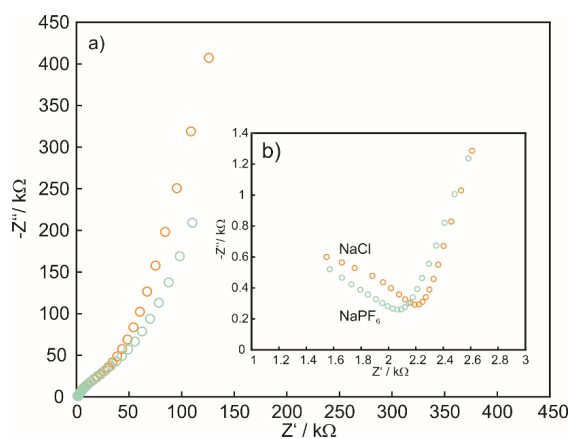 a)
450
400
350
300
250
200
150
100
50
0
-Z“/ kΩ
0 50 100 150 200 250 300 350 400 450
Z‘ / kΩ
b)
1.4
1.2
1
0.8
0.6
0.4
0.2
0
-Z“/ kΩ
NaCl
NaPF₆
1 1.2 1.4 1.6 1.8 2 2.2 2.4 2.6 2.8 3
Z‘ / kΩ